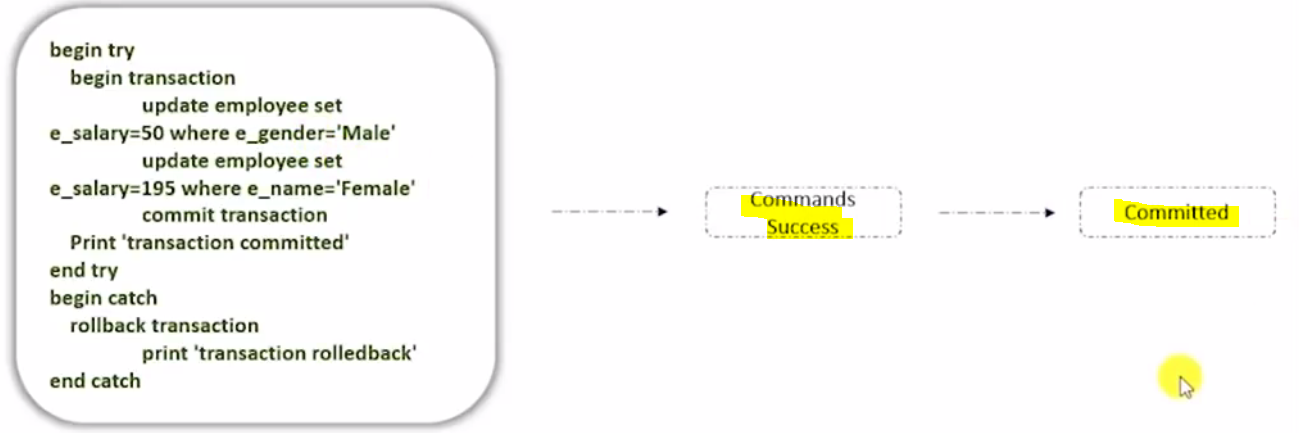 begin try
begin transaction
update employee set
e_salary=50 where e_gender='Male'
update employee set
e_salary=195 where e_name='Female'
commit transaction
Print 'transaction committed'
end try
begin catch
rollback transaction
print 'transaction rolledback'
end catch
Commands
Success
Committed